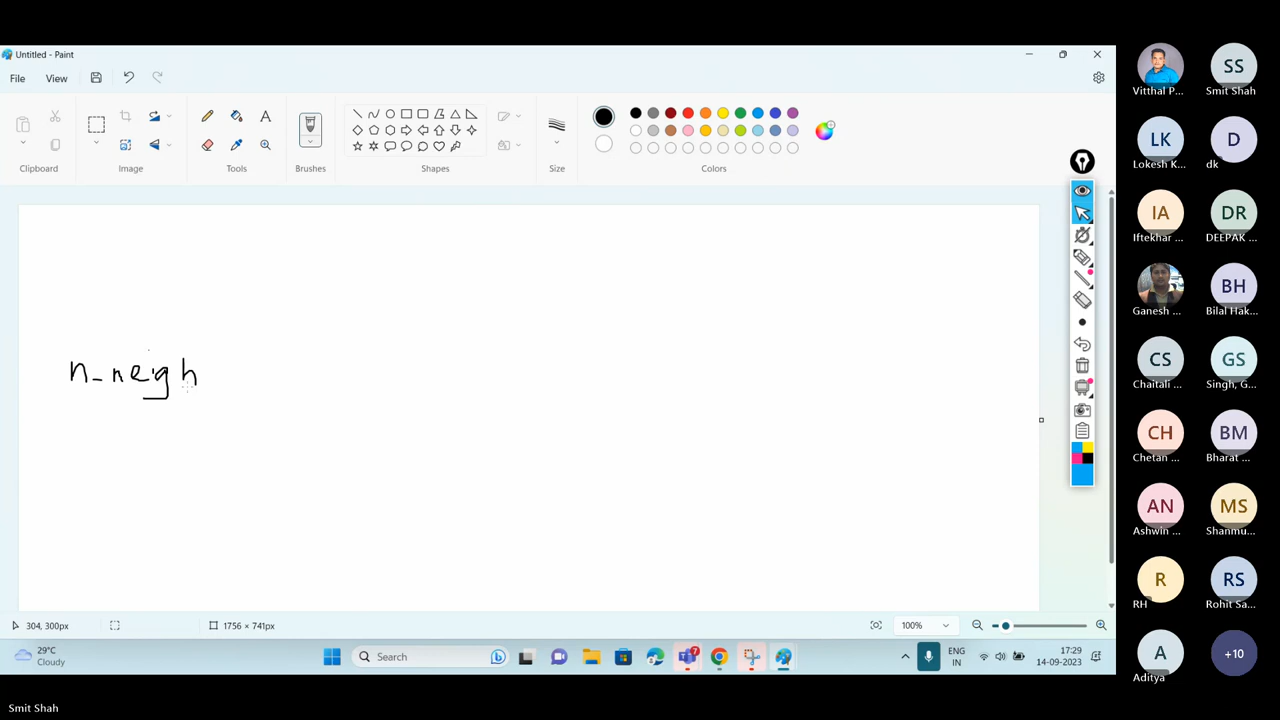 Untitled - Paint
File
View
Clipboard
Image
Tools
Brushes
Shapes
Size
Colors
n_neigh
304, 300px
1756 × 741px
100%
29°C
Cloudy
Search
7
ENG
IN
17:29
14-09-2023
Vitthal P...
SS
Smit Shah
LK
Lokesh K...
D
dk
IA
Iftekhar ...
DR
DEEPAK ...
Ganesh ...
BH
Bilal Hak...
CS
Chaitali ...
GS
Singh, G...
CH
Chetan ...
BM
Bharat ...
AN
Ashwin ...
MS
Shanmu...
R
RH
RS
Rohit Sa...
A
Aditya
+10
Smit Shah